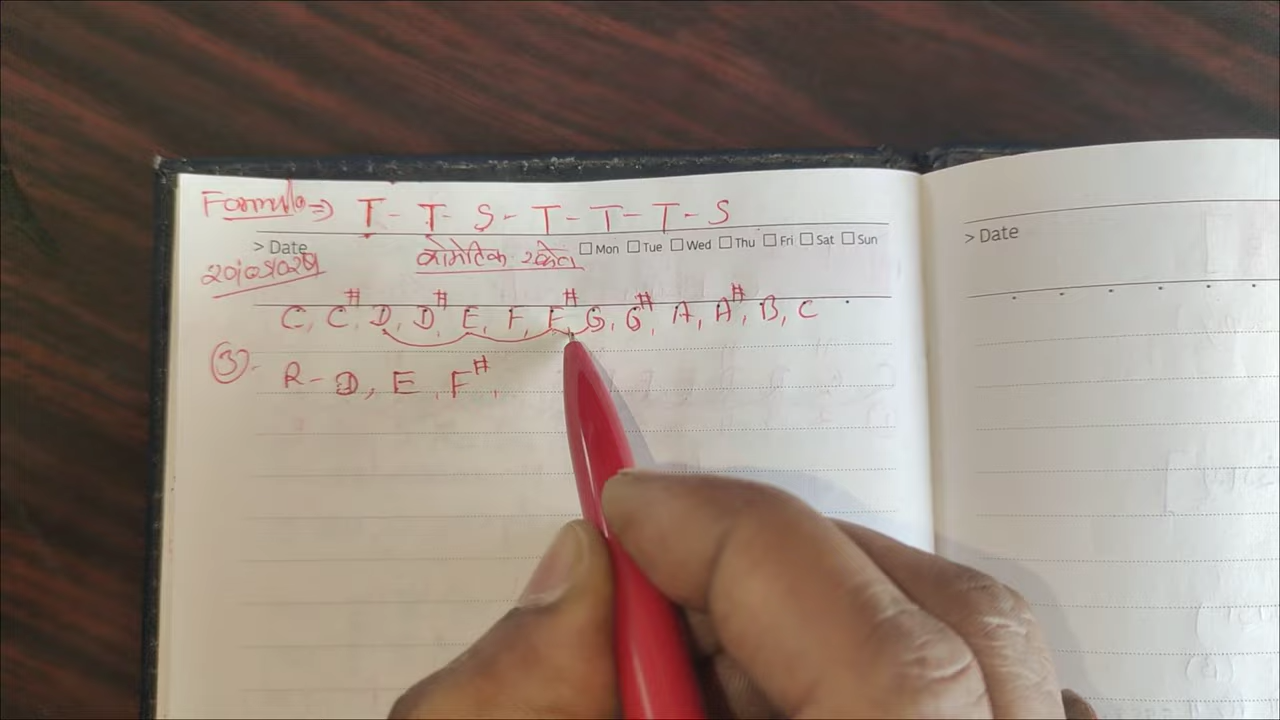 Formula ⇒ T - T - S - T - T - T - S
> Date □ Mon □ Tue □ Wed □ Thu □ Fri □ Sat □ Sun
क्रोमेटिक स्केल
C, C#, D, D#, E, F, F#, G, G#, A, A#, B, C
③ - R - D, E, F#,
> Date